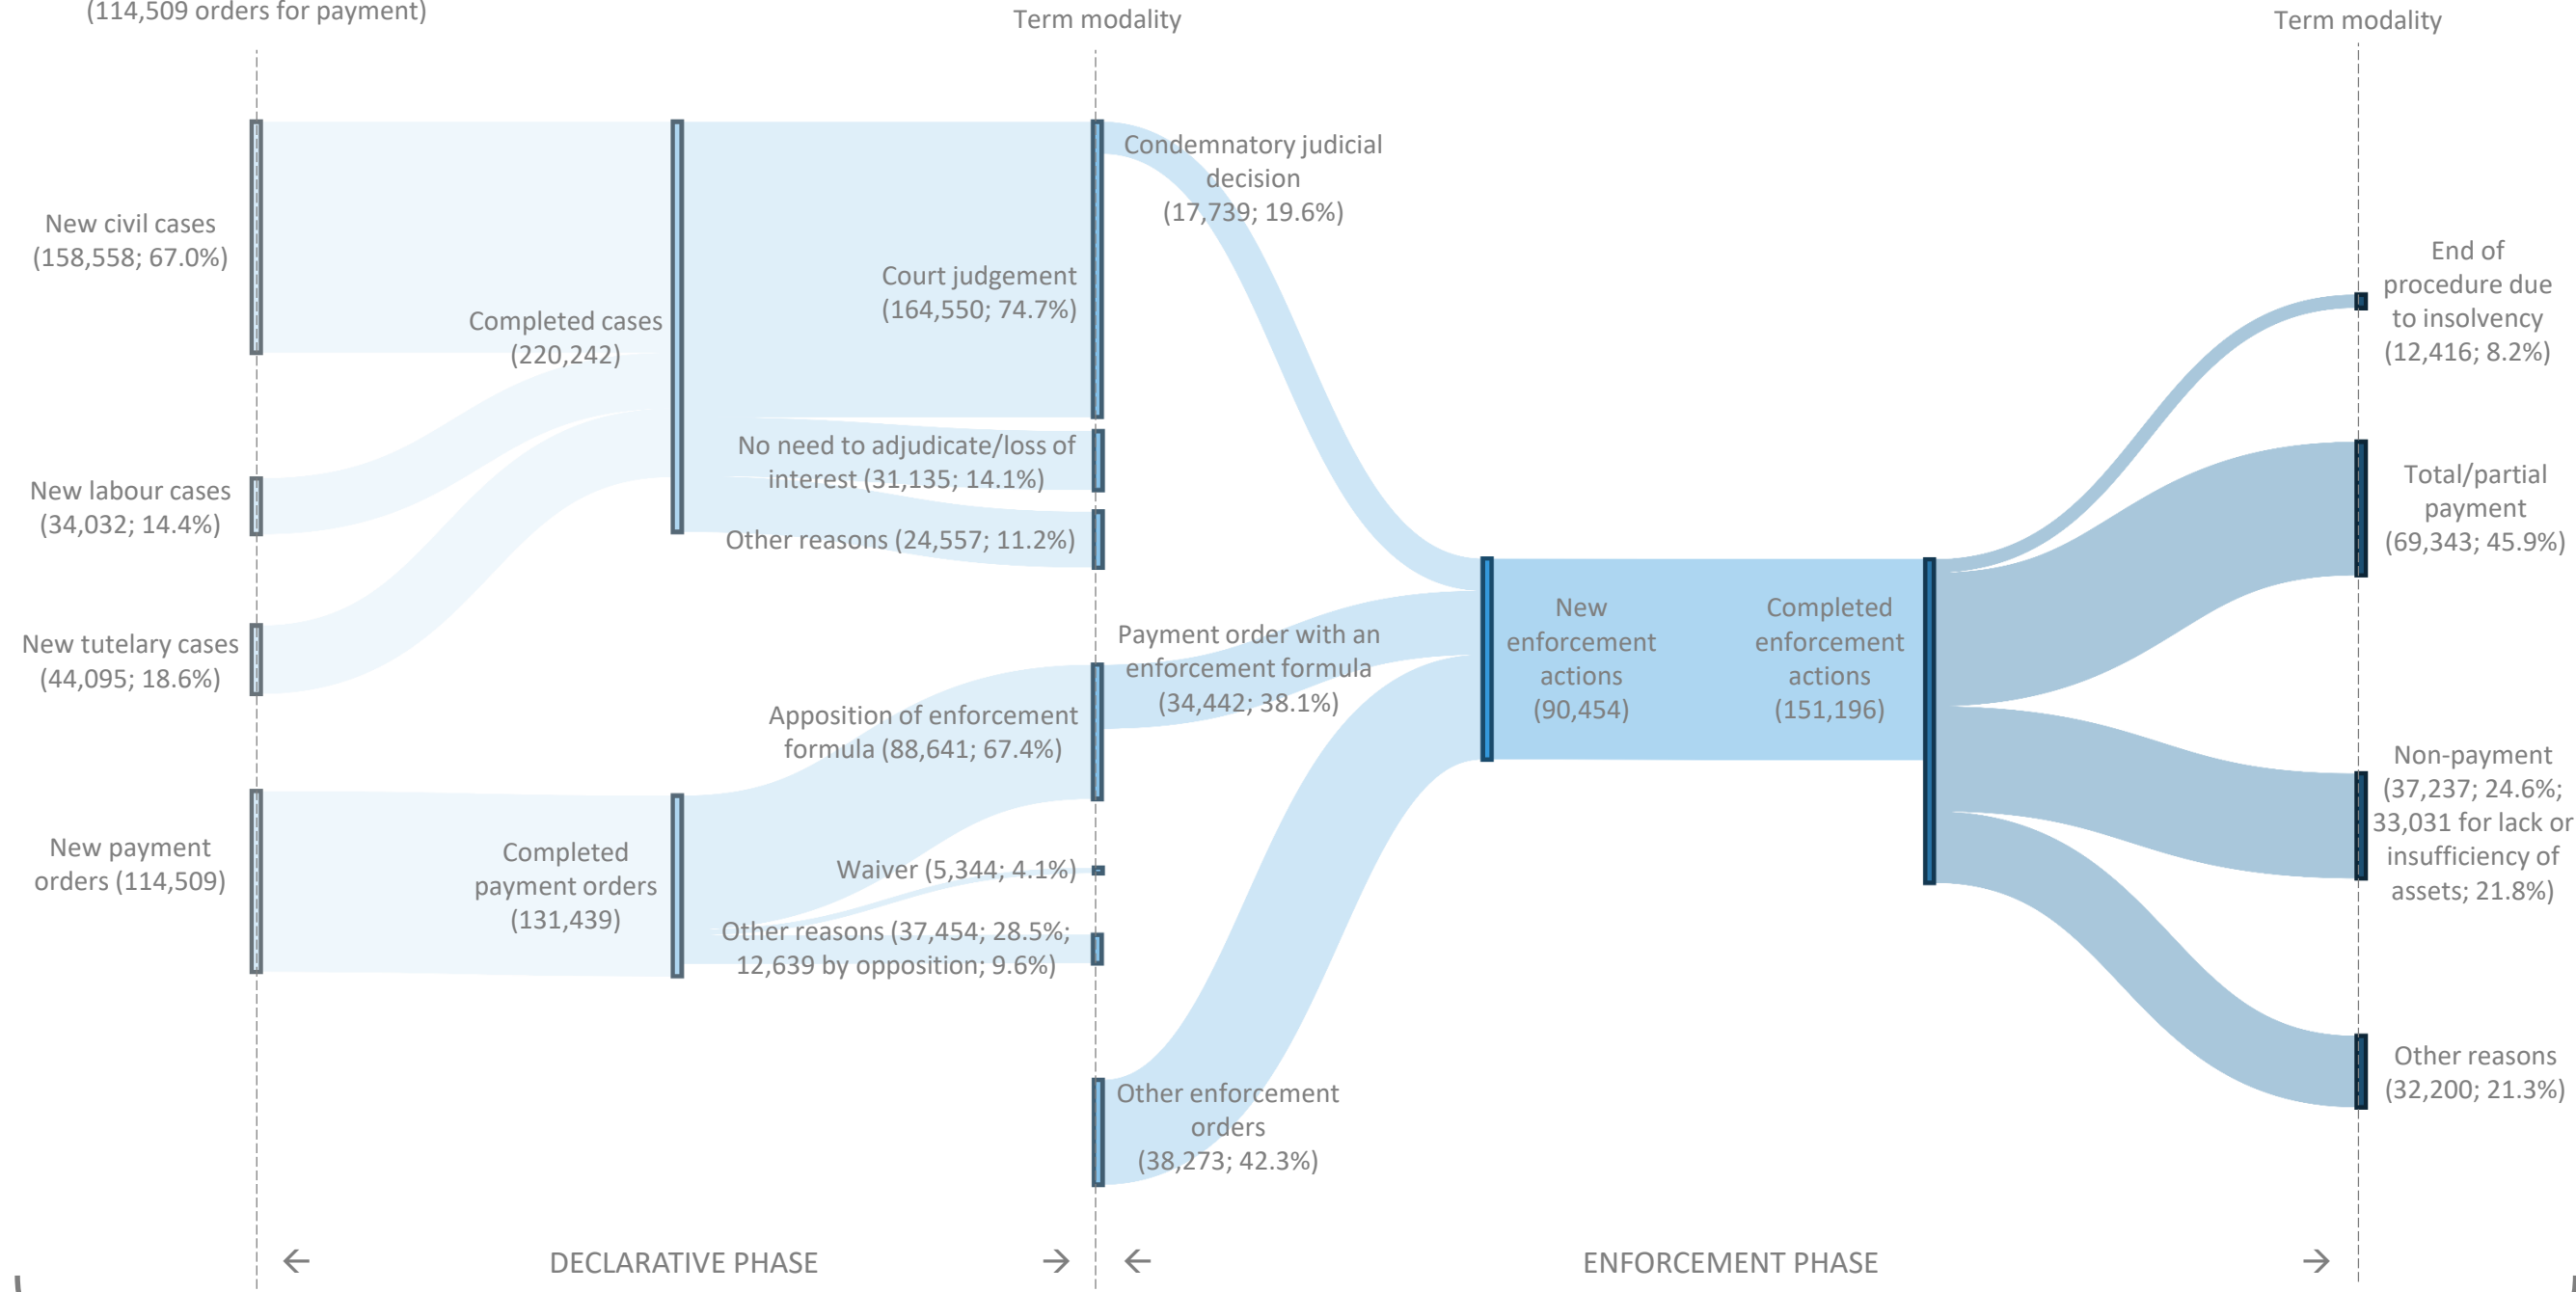 (114,509 orders for payment)
Term modality
Term modality
New civil cases
(158,558; 67.0%)
New labour cases
(34,032; 14.4%)
New tutelary cases
(44,095; 18.6%)
New payment
orders (114,509)
Completed cases
(220,242)
Completed
payment orders
(131,439)
Court judgement
(164,550; 74.7%)
No need to adjudicate/loss of
interest (31,135; 14.1%)
Other reasons (24,557; 11.2%)
Apposition of enforcement
formula (88,641; 67.4%)
Waiver (5,344; 4.1%)
Other reasons (37,454; 28.5%;
12,639 by opposition; 9.6%)
Condemnatory judicial
decision
(17,739; 19.6%)
Payment order with an
enforcement formula
(34,442; 38.1%)
Other enforcement
orders
(38,273; 42.3%)
New
enforcement
actions
(90,454)
Completed
enforcement
actions
(151,196)
End of
procedure due
to insolvency
(12,416; 8.2%)
Total/partial
payment
(69,343; 45.9%)
Non-payment
(37,237; 24.6%;
33,031 for lack or
insufficiency of
assets; 21.8%)
Other reasons
(32,200; 21.3%)
← DECLARATIVE PHASE →
← ENFORCEMENT PHASE →